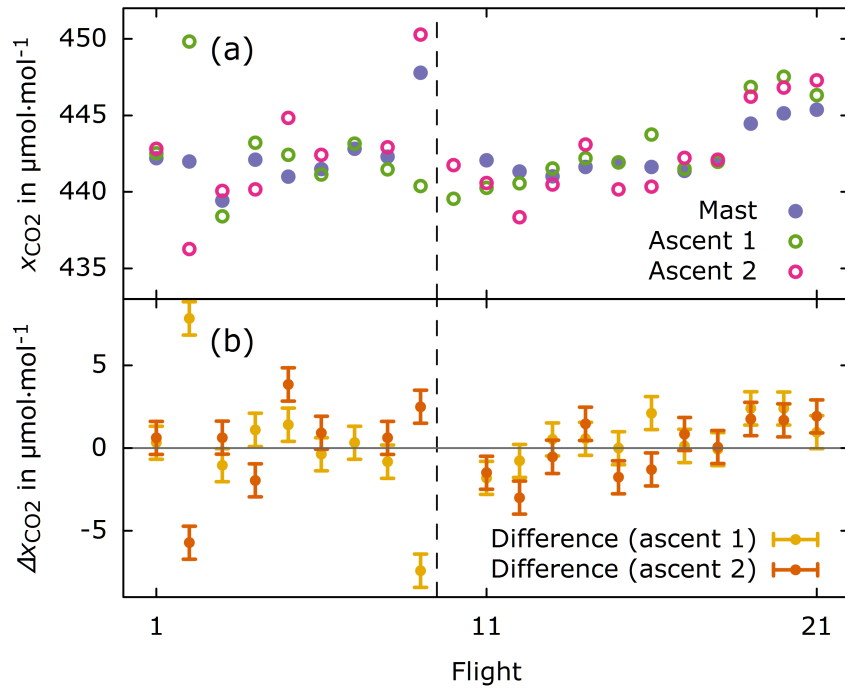 450
445
440
435
xCO2 in μmol·mol-1
(a)
Mast
Ascent 1
Ascent 2
5
0
-5
ΔxCO2 in μmol·mol-1
(b)
Difference (ascent 1)
Difference (ascent 2)
1
11
21
Flight